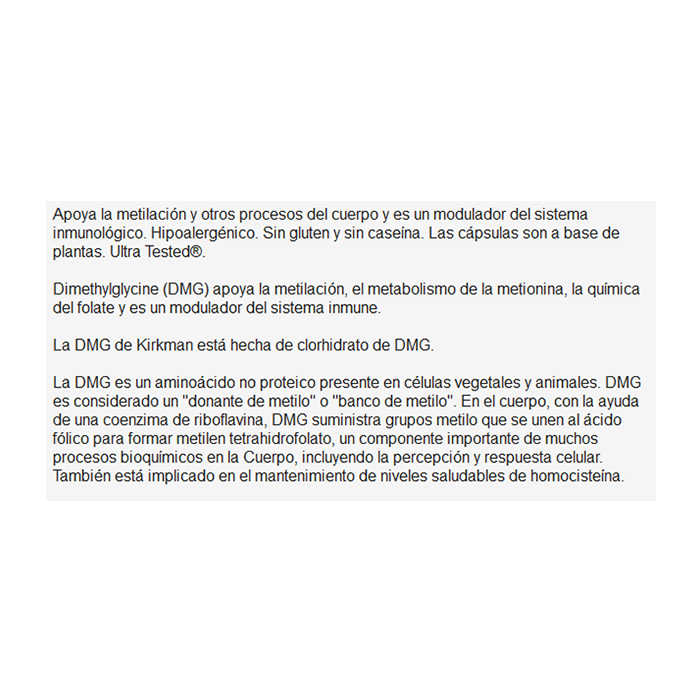 Apoya la metilación y otros procesos del cuerpo y es un modulador del sistema
inmunológico. Hipoalergénico. Sin gluten y sin caseína. Las cápsulas son a base de
plantas. Ultra Tested®.
Dimethylglycine (DMG) apoya la metilación, el metabolismo de la metionina, la química
del folate y es un modulador del sistema inmune.
La DMG de Kirkman está hecha de clorhidrato de DMG.
La DMG es un aminoácido no proteico presente en células vegetales y animales. DMG
es considerado un "donante de metilo" o "banco de metilo". En el cuerpo, con la ayuda
de una coenzima de riboflavina, DMG suministra grupos metilo que se unen al ácido
fólico para formar metilen tetrahidrofolato, un componente importante de muchos
procesos bioquímicos en la Cuerpo, incluyendo la percepción y respuesta celular.
También está implicado en el mantenimiento de niveles saludables de homocisteína.